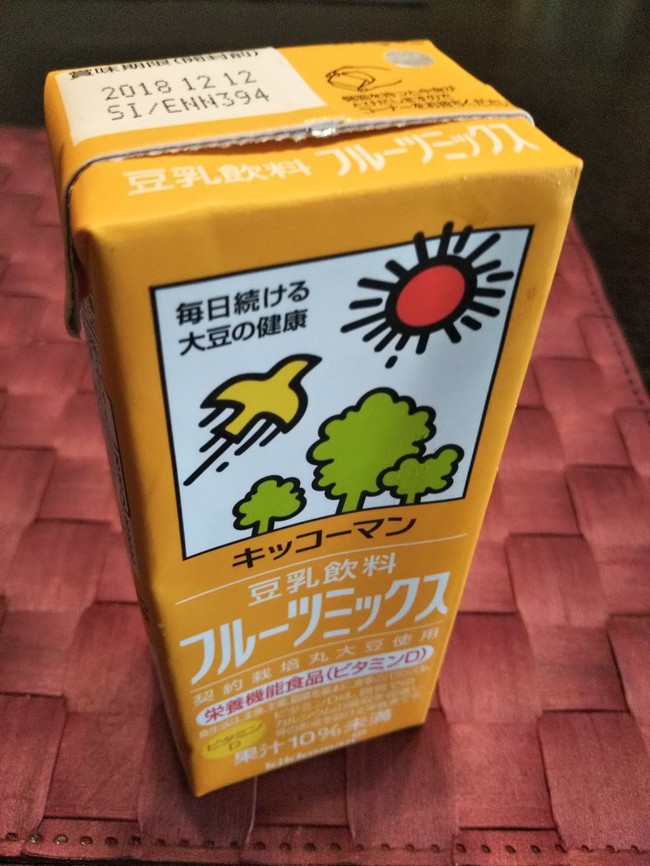 賞味期限(開封前)
2018 12 12
SI/ENN394
豆乳飲料 フルーツミックス
毎日続ける
大豆の健康
キッコーマン
豆乳飲料
フルーツミックス
契約栽培丸大豆使用
栄養機能食品(ビタミンD)
ビタミン
D
果汁10%未満
kikkoman